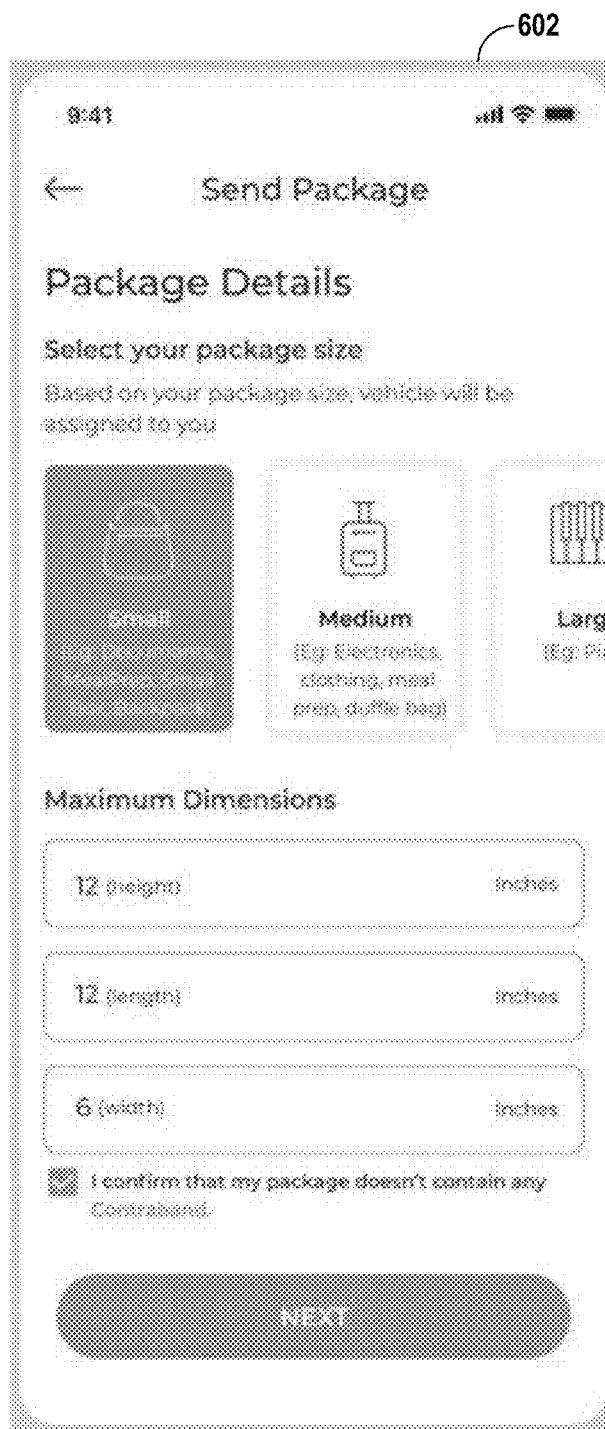 602
9:41
Send Package
Package Details
Select your package size
Based on your package size, vehicle will be
assigned to you
Small
Medium
(Eg: Electronics,
clothing, meal
prep, duffle bag)
Larg
(Eg: Pia
Maximum Dimensions
12 (height) Inches
12 (length) Inches
6 (width) Inches
I confirm that my package doesn't contain any
Contraband.
NEXT